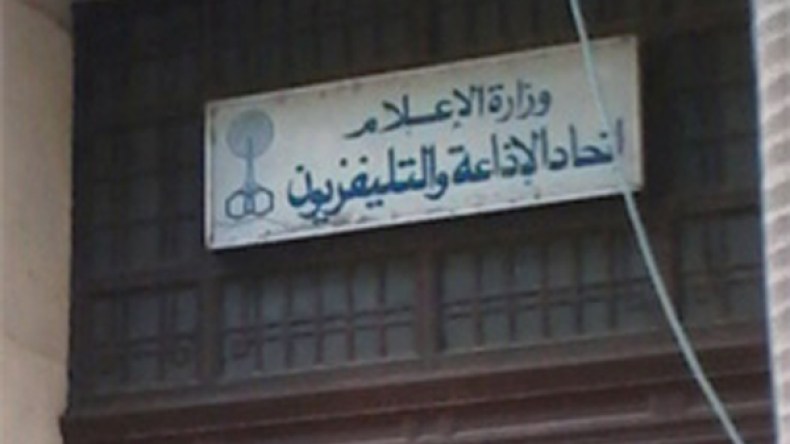 وزارة الإعلام
اتحاد الإذاعة والتليفزيون